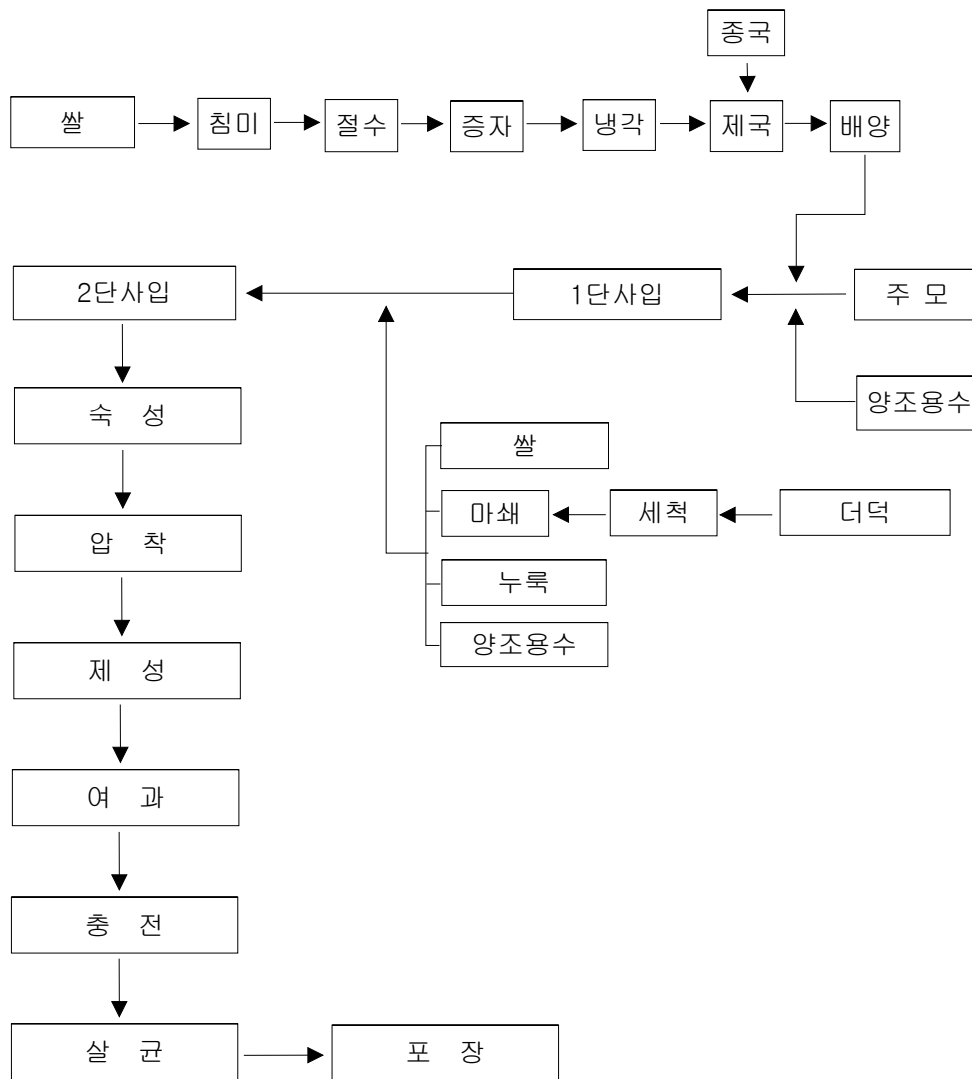 종국
쌀 침미 절수 증자 냉각 제국 배양
2단사입 1단사입 주 모
숙 성 양조용수
쌀
마쇄 세척 더덕
압 착
누룩
양조용수
제 성
여 과
충 전
살 균 포 장